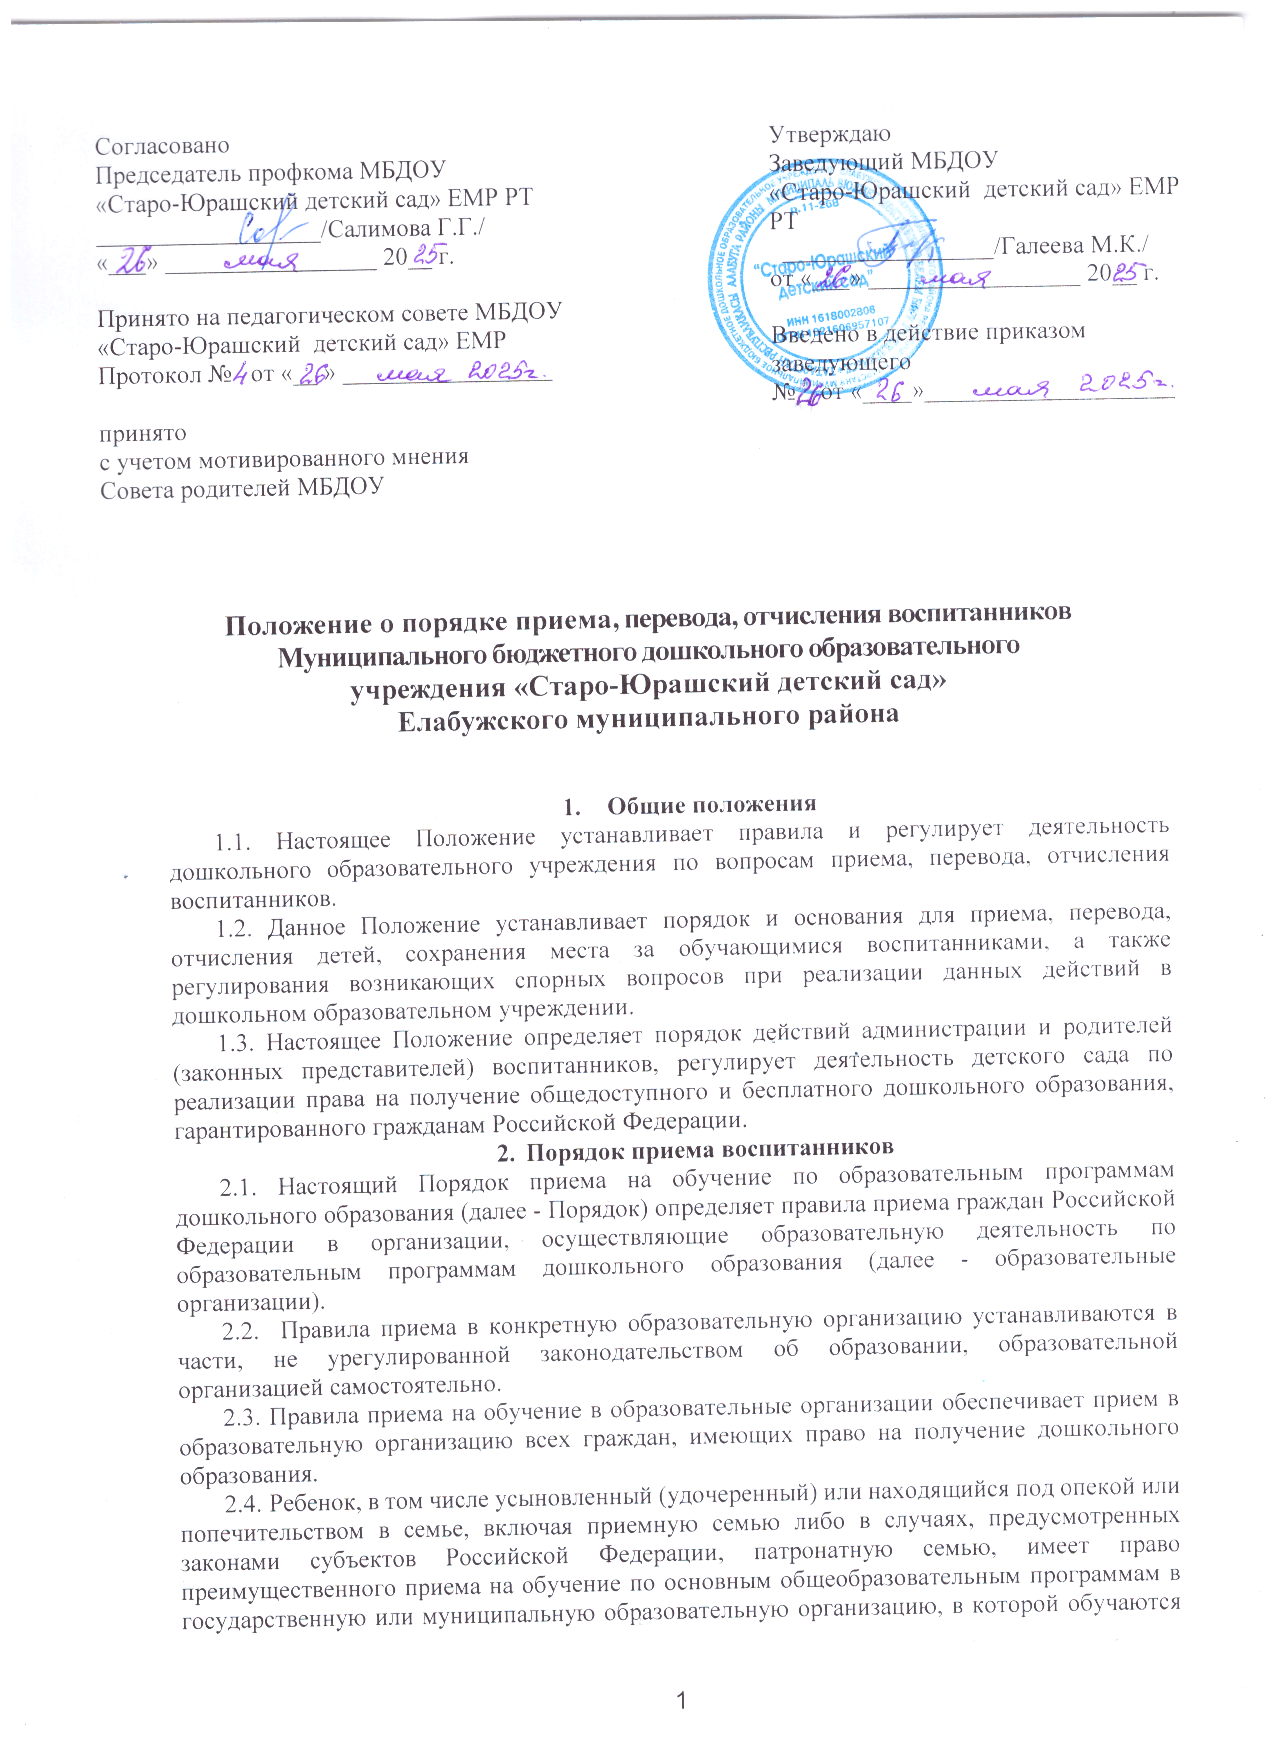 Согласовано
Председатель профкома МБДОУ
«Старо-Юрашский детский сад» ЕМР РТ
__________________/Салимова Г.Г./
«26» мая 2025г.
Принято на педагогическом совете МБДОУ
«Старо-Юрашский детский сад» ЕМР
Протокол №4 от «26» мая 2025г.
принято
с учетом мотивированного мнения
Совета родителей МБДОУ
Утверждаю
Заведующий МБДОУ
«Старо-Юрашский детский сад» ЕМР
РТ
__________________/Галеева М.К./
от «26» мая 2025 г.
Введено в действие приказом
заведующего
№26 от «26» мая 2025г.
"Старо-Юрашский
детский сад"
ИНН 1618002806
Положение о порядке приема, перевода, отчисления воспитанников
Муниципального бюджетного дошкольного образовательного
учреждения «Старо-Юрашский детский сад»
Елабужского муниципального района
1. Общие положения
1.1. Настоящее Положение устанавливает правила и регулирует деятельность
дошкольного образовательного учреждения по вопросам приема, перевода, отчисления
воспитанников.
1.2. Данное Положение устанавливает порядок и основания для приема, перевода,
отчисления детей, сохранения места за обучающимися воспитанниками, а также
регулирования возникающих спорных вопросов при реализации данных действий в
дошкольном образовательном учреждении.
1.3. Настоящее Положение определяет порядок действий администрации и родителей
(законных представителей) воспитанников, регулирует деятельность детского сада по
реализации права на получение общедоступного и бесплатного дошкольного образования,
гарантированного гражданам Российской Федерации.
2. Порядок приема воспитанников
2.1. Настоящий Порядок приема на обучение по образовательным программам
дошкольного образования (далее - Порядок) определяет правила приема граждан Российской
Федерации в организации, осуществляющие образовательную деятельность по
образовательным программам дошкольного образования (далее - образовательные
организации).
2.2. Правила приема в конкретную образовательную организацию устанавливаются в
части, не урегулированной законодательством об образовании, образовательной
организацией самостоятельно.
2.3. Правила приема на обучение в образовательные организации обеспечивает прием в
образовательную организацию всех граждан, имеющих право на получение дошкольного
образования.
2.4. Ребенок, в том числе усыновленный (удочеренный) или находящийся под опекой или
попечительством в семье, включая приемную семью либо в случаях, предусмотренных
законами субъектов Российской Федерации, патронатную семью, имеет право
преимущественного приема на обучение по основным общеобразовательным программам в
государственную или муниципальную образовательную организацию, в которой обучаются
1